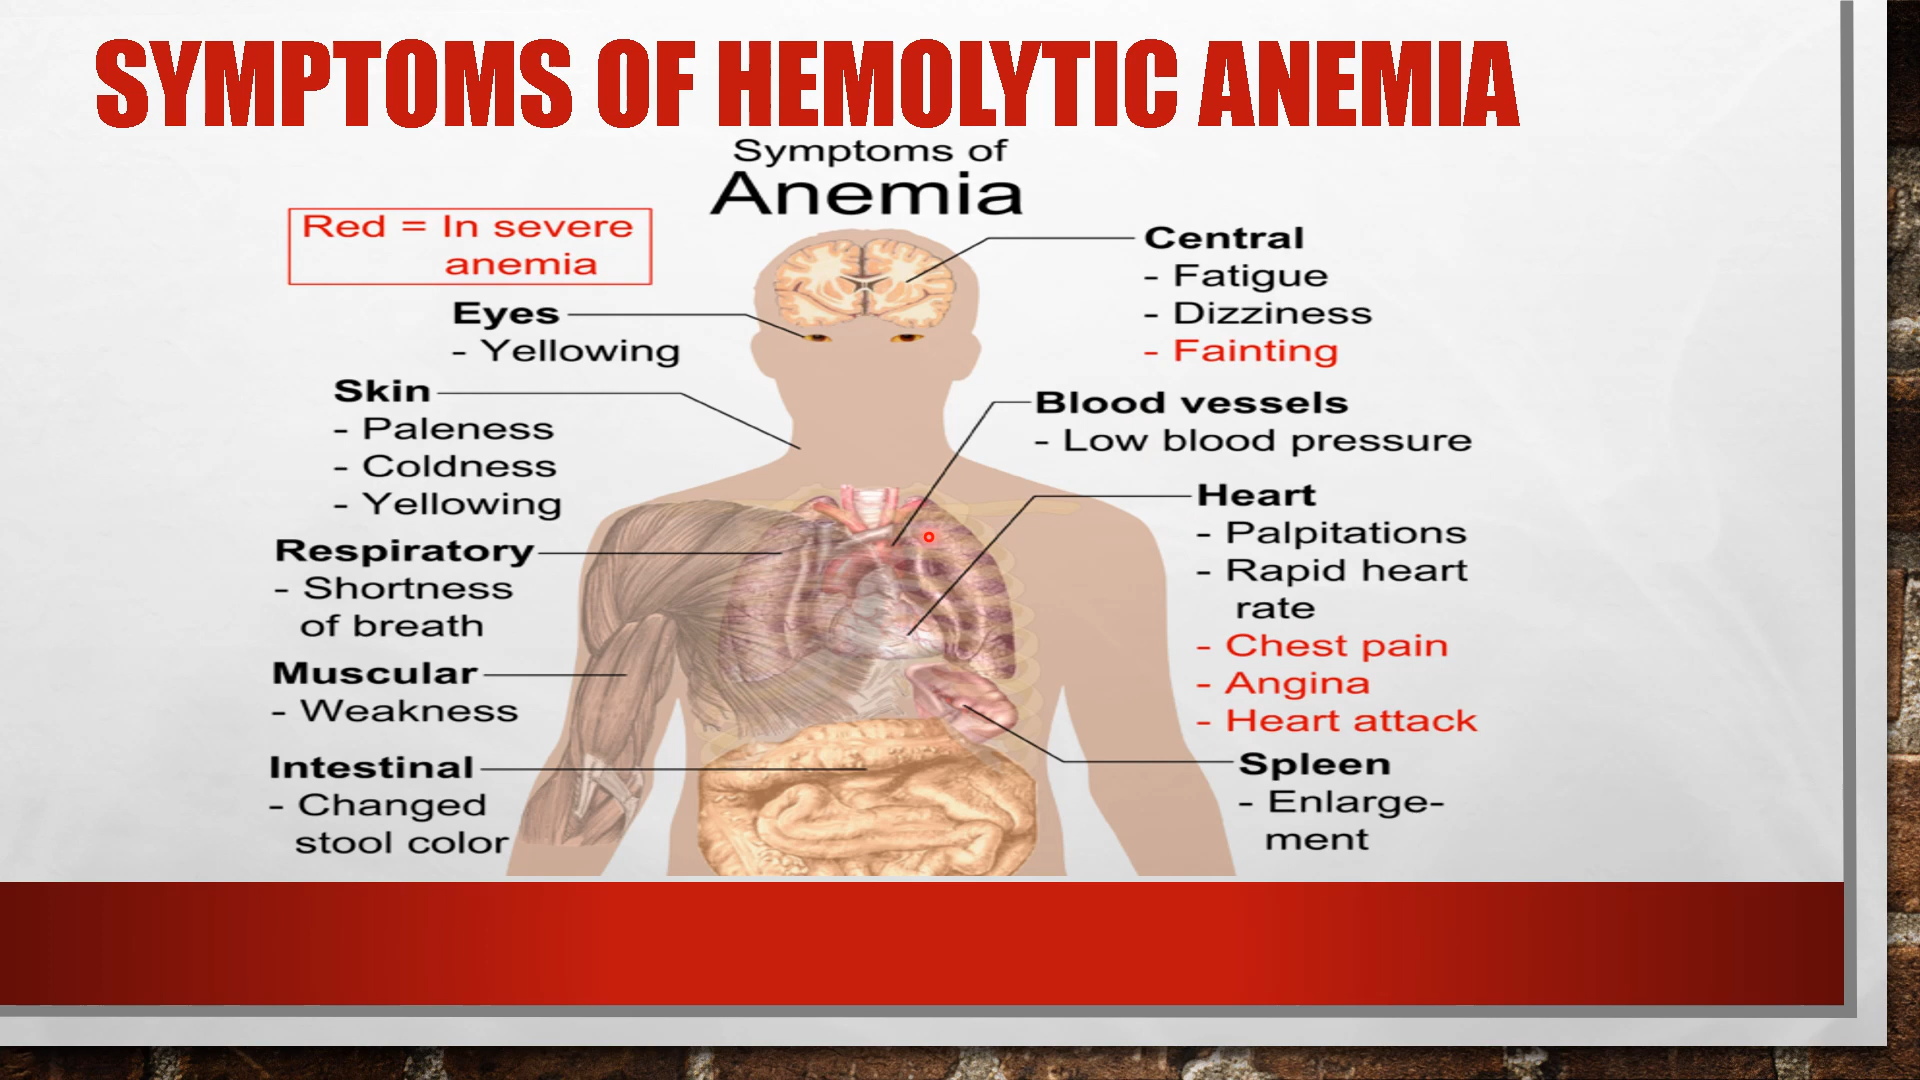 SYMPTOMS OF HEMOLYTIC ANEMIA
Symptoms of
Anemia
Red = In severe
anemia
Eyes
- Yellowing
Skin
- Paleness
- Coldness
- Yellowing
Respiratory
- Shortness
of breath
Muscular
- Weakness
Intestinal
- Changed
stool color
Central
- Fatigue
- Dizziness
- Fainting
Blood vessels
- Low blood pressure
Heart
- Palpitations
- Rapid heart
rate
- Chest pain
- Angina
- Heart attack
Spleen
- Enlarge-
ment